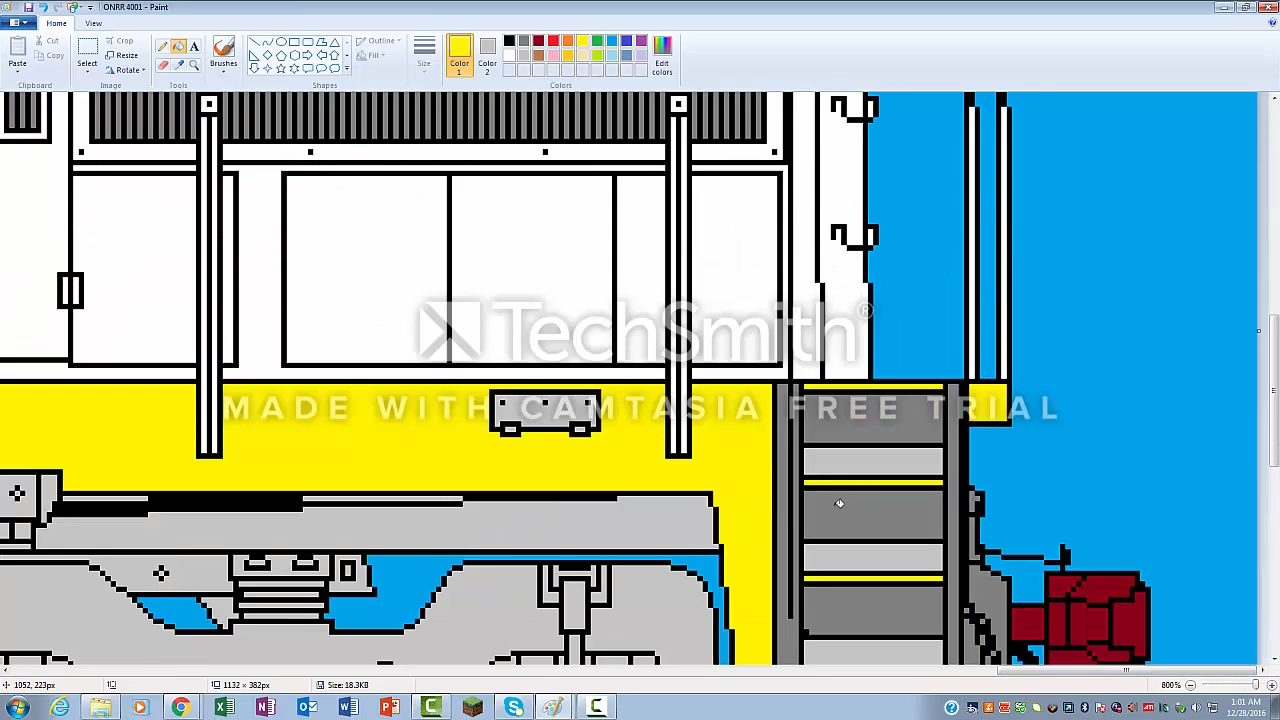 ONRR 4001 - Paint
Home View
Paste
Cut
Copy
Clipboard
Select
Crop
Resize
Rotate
Image
A
Tools
Brushes
Outline
Fill
Shapes
Size
Color 1
Color 2
Edit colors
Colors
TechSmith®
MADE WITH CAMTASIA FREE TRIAL
1052, 223px
1132 × 382px
Size: 18.3KB
800%
1:01 AM
12/28/2016